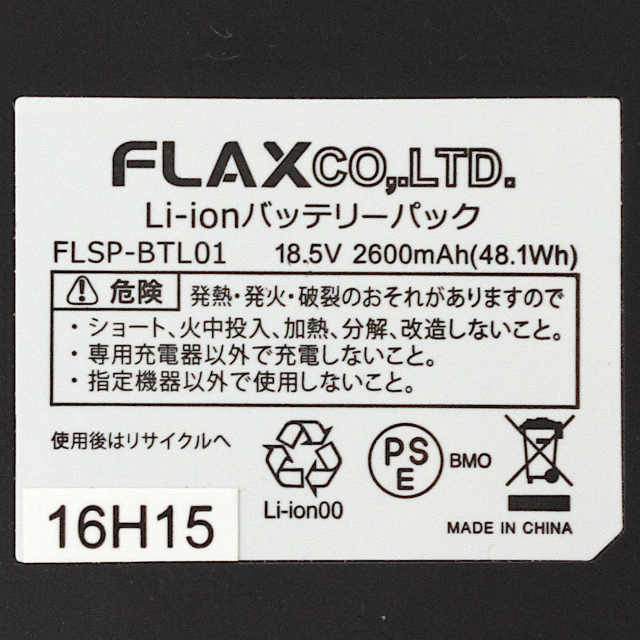 FLAX CO,.LTD.
Li-ionバッテリーパック
FLSP-BTL01 18.5V 2600mAh(48.1Wh)
危険 発熱・発火・破裂のおそれがありますので
・ショート、火中投入、加熱、分解、改造しないこと。
・専用充電器以外で充電しないこと。
・指定機器以外で使用しないこと。
使用後はリサイクルへ
Li-ion00
PS
E
BMO
MADE IN CHINA
16H15